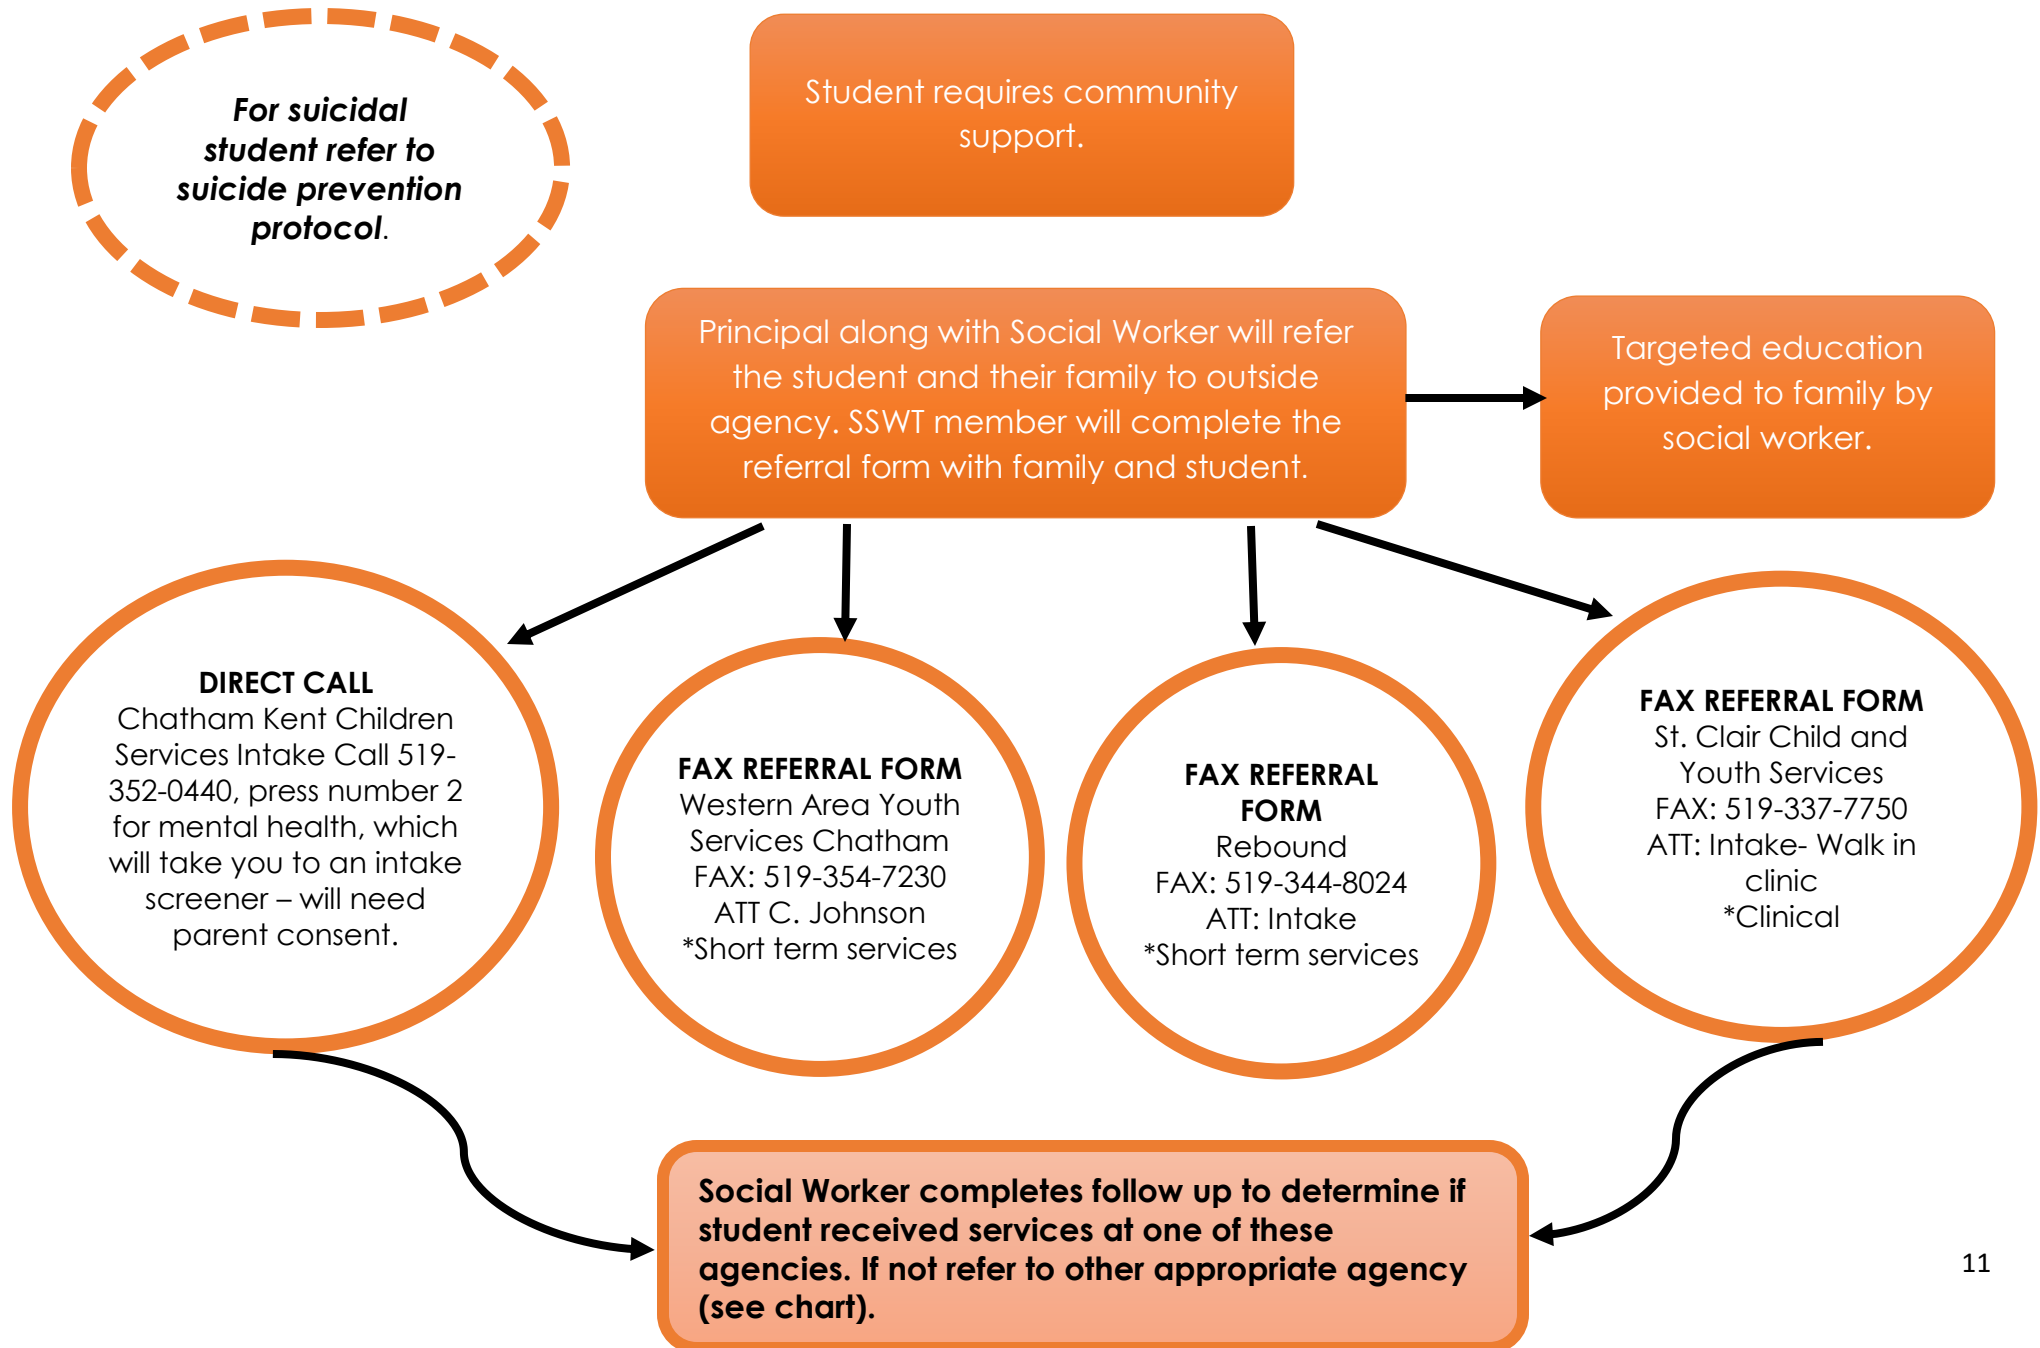 For suicidal
student refer to
suicide prevention
protocol.
Student requires community
support.
Principal along with Social Worker will refer
the student and their family to outside
agency. SSWT member will complete the
referral form with family and student.
Targeted education
provided to family by
social worker.
DIRECT CALL
Chatham Kent Children
Services Intake Call 519-
352-0440, press number 2
for mental health, which
will take you to an intake
screener – will need
parent consent.
FAX REFERRAL FORM
Western Area Youth
Services Chatham
FAX: 519-354-7230
ATT C. Johnson
*Short term services
FAX REFERRAL
FORM
Rebound
FAX: 519-344-8024
ATT: Intake
*Short term services
FAX REFERRAL FORM
St. Clair Child and
Youth Services
FAX: 519-337-7750
ATT: Intake- Walk in
clinic
*Clinical
Social Worker completes follow up to determine if
student received services at one of these
agencies. If not refer to other appropriate agency
(see chart).
11